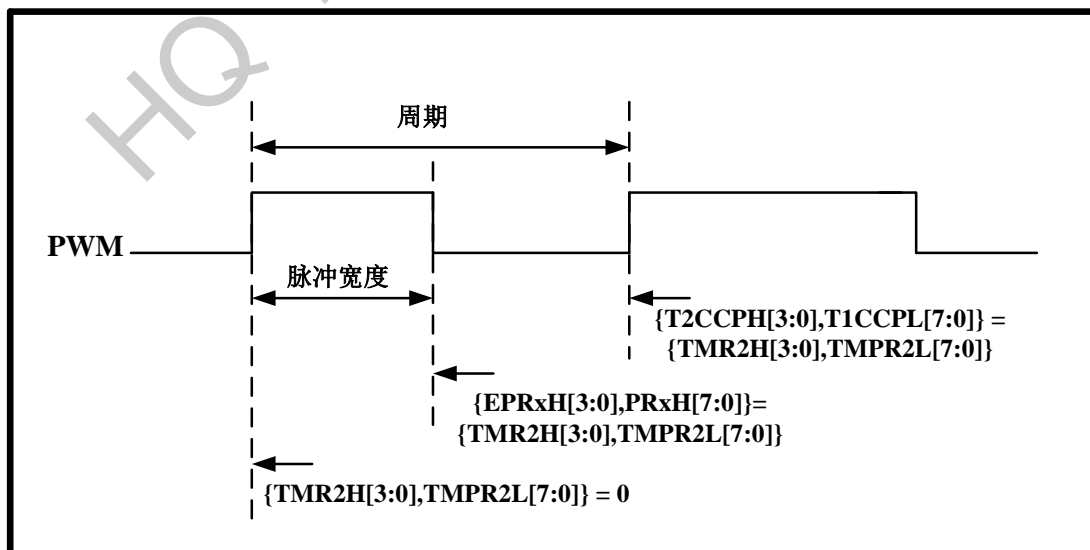 HQ
周期
PWM
脉冲宽度
{T2CCPH[3:0],T1CCPL[7:0]} =
{TMR2H[3:0],TMPR2L[7:0]}
{EPRxH[3:0],PRxH[7:0]}=
{TMR2H[3:0],TMPR2L[7:0]}
{TMR2H[3:0],TMPR2L[7:0]} = 0